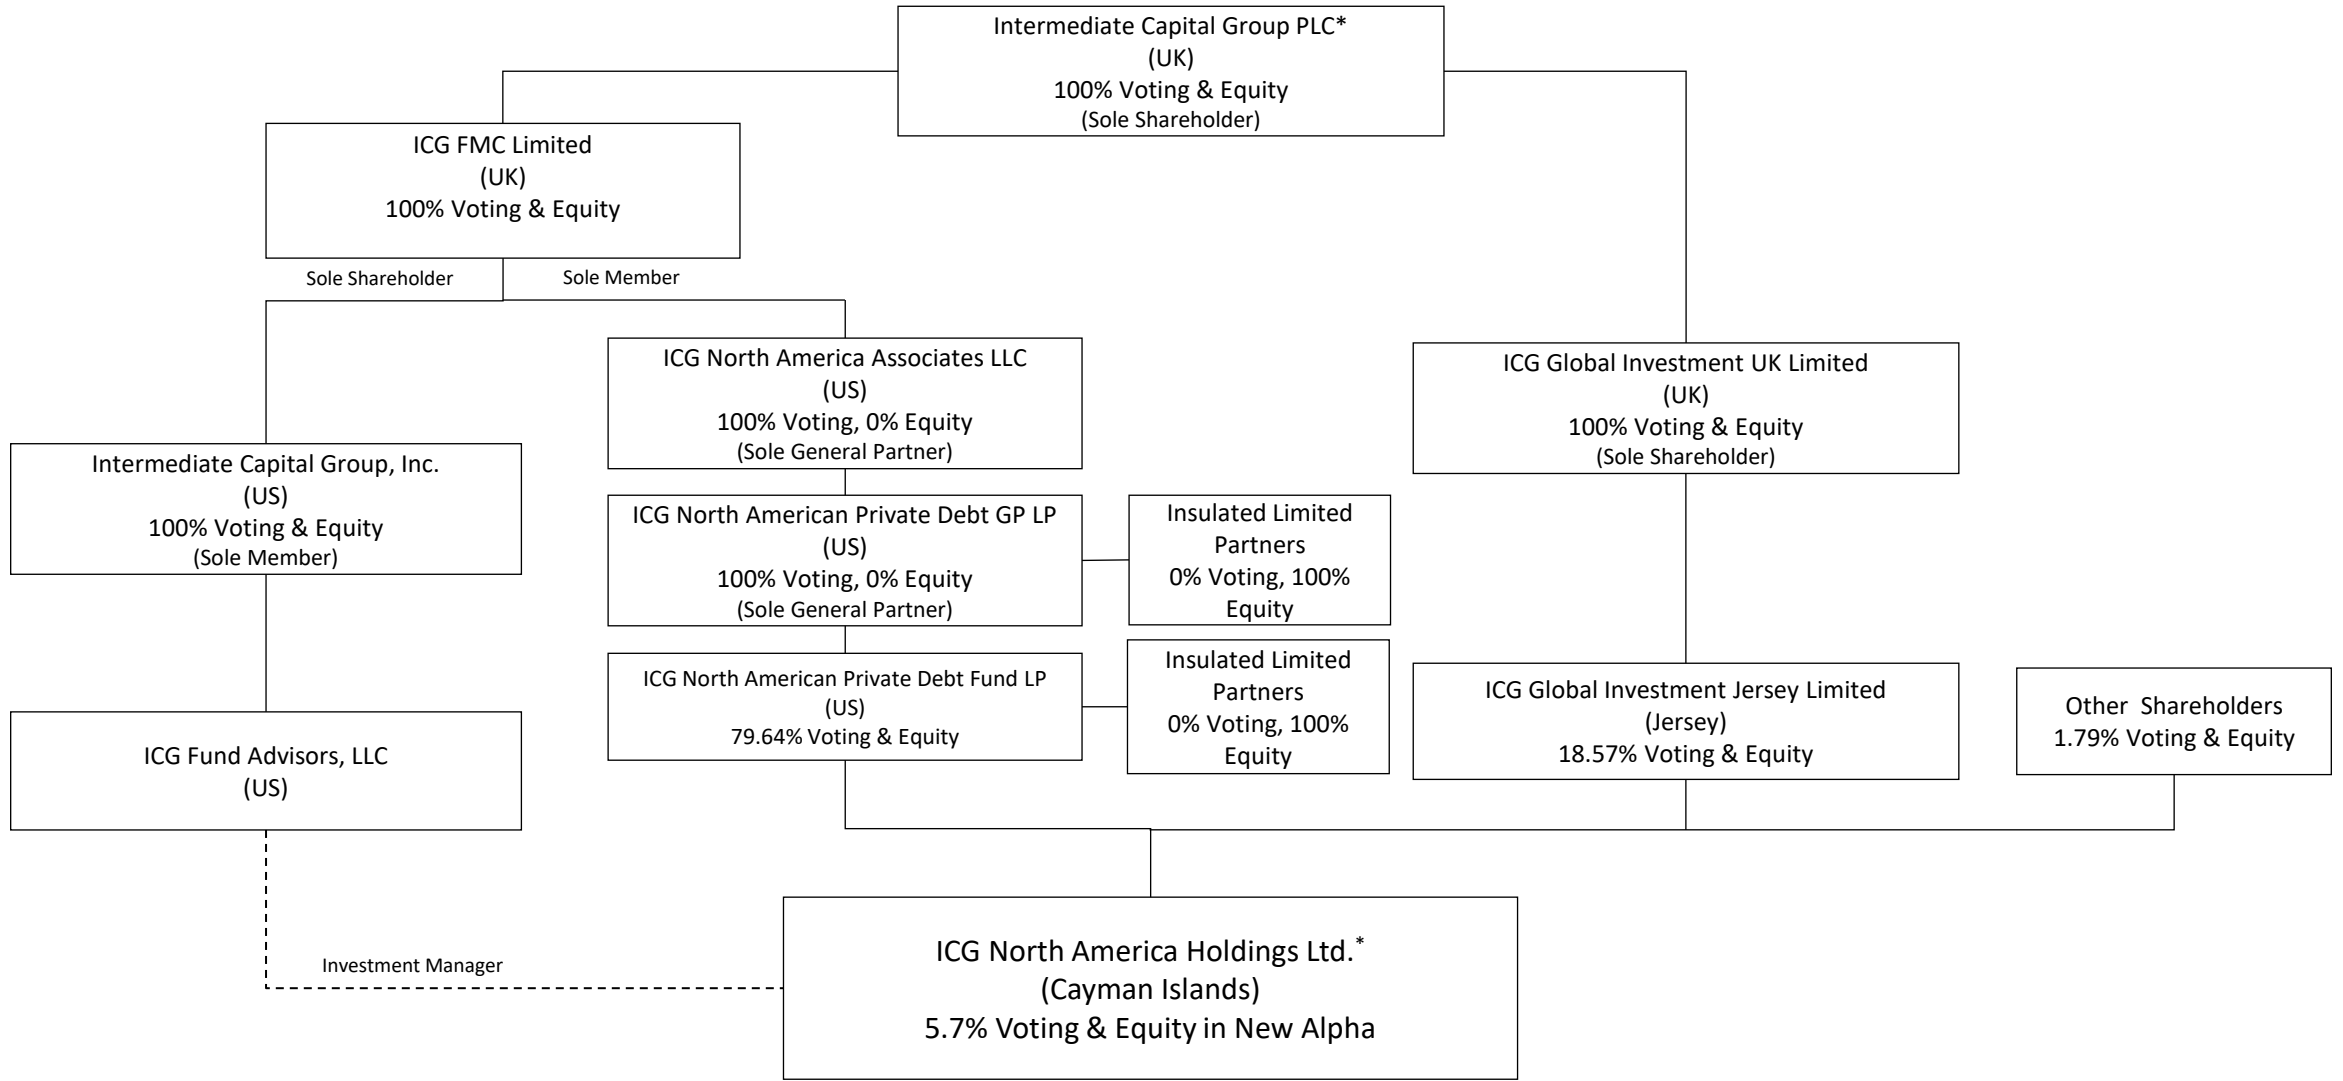 Intermediate Capital Group PLC*
(UK)
100% Voting & Equity
(Sole Shareholder)
ICG FMC Limited
(UK)
100% Voting & Equity
Sole Shareholder
Sole Member
ICG North America Associates LLC
(US)
100% Voting, 0% Equity
(Sole General Partner)
ICG Global Investment UK Limited
(UK)
100% Voting & Equity
(Sole Shareholder)
Intermediate Capital Group, Inc.
(US)
100% Voting & Equity
(Sole Member)
ICG North American Private Debt GP LP
(US)
100% Voting, 0% Equity
(Sole General Partner)
Insulated Limited
Partners
0% Voting, 100%
Equity
ICG North American Private Debt Fund LP
(US)
79.64% Voting & Equity
Insulated Limited
Partners
0% Voting, 100%
Equity
ICG Global Investment Jersey Limited
(Jersey)
18.57% Voting & Equity
Other Shareholders
1.79% Voting & Equity
ICG Fund Advisors, LLC
(US)
Investment Manager
ICG North America Holdings Ltd.*
(Cayman Islands)
5.7% Voting & Equity in New Alpha